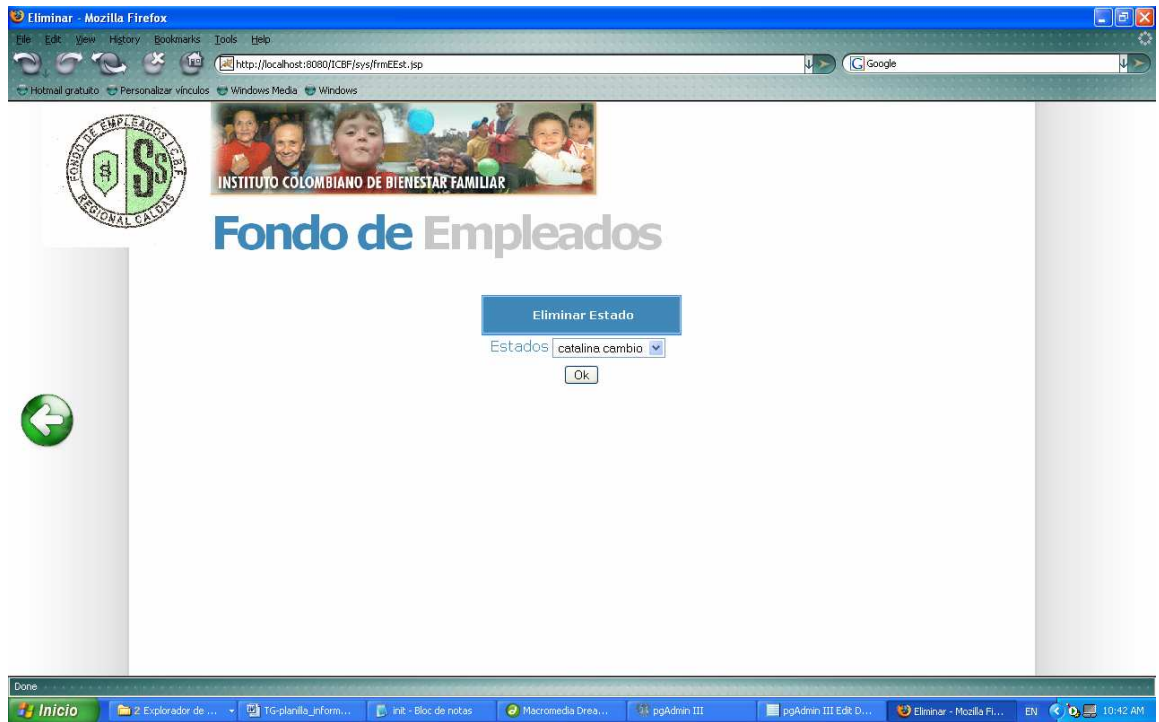 Eliminar - Mozilla Firefox
File Edit View History Bookmarks Tools Help
http://localhost:8080/ICBF/sys/frmEEst.jsp
Google
Hotmail gratuito Personalizar vínculos Windows Media Windows
FONDO DE EMPLEADOS I.C.B.F.
SS
REGIONAL CALDAS
INSTITUTO COLOMBIANO DE BIENESTAR FAMILIAR
Fondo de Empleados
Eliminar Estado
Estados catalina cambio
Ok
Done
Inicio 2 Explorador de ... TG-planilla_inform... init - Bloc de notas Macromedia Drea... pgAdmin III pgAdmin III Edit D... Eliminar - Mozilla Fi... EN 10:42 AM